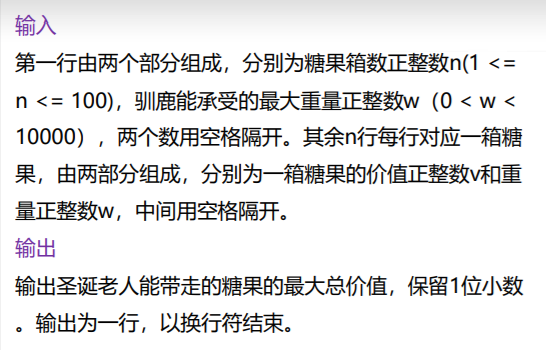 输入
第一行由两个部分组成，分别为糖果箱数正整数n(1 <=
n <= 100)，驯鹿能承受的最大重量正整数w（0 < w <
10000），两个数用空格隔开。其余n行每行对应一箱糖
果，由两部分组成，分别为一箱糖果的价值正整数v和重
量正整数w，中间用空格隔开。
输出
输出圣诞老人能带走的糖果的最大总价值，保留1位小数
。输出为一行，以换行符结束。